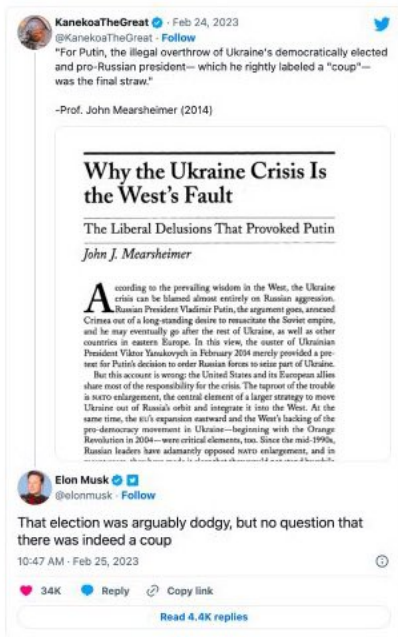 KanekoaTheGreat · Feb 24, 2023
@KanekoaTheGreat · Follow
"For Putin, the illegal overthrow of Ukraine's democratically elected
and pro-Russian president— which he rightly labeled a "coup"—
was the final straw."
-Prof. John Mearsheimer (2014)
Why the Ukraine Crisis Is
the West's Fault
The Liberal Delusions That Provoked Putin
John J. Mearsheimer
According to the prevailing wisdom in the West, the Ukraine
crisis can be blamed almost entirely on Russian aggression.
Russian President Vladimir Putin, the argument goes, annexed
Crimea out of a long-standing desire to resuscitate the Soviet empire,
and he may eventually go after the rest of Ukraine, as well as other
countries in eastern Europe. In this view, the ouster of Ukrainian
President Viktor Yanukovych in February 2014 merely provided a pre-
text for Putin's decision to order Russian forces to seize part of Ukraine.
But this account is wrong: the United States and its European allies
share most of the responsibility for the crisis. The taproot of the trouble
is NATO enlargement, the central element of a larger strategy to move
Ukraine out of Russia's orbit and integrate it into the West. At the
same time, the EU's expansion eastward and the West's backing of the
pro-democracy movement in Ukraine—beginning with the Orange
Revolution in 2004—were critical elements, too. Since the mid-1990s,
Russian leaders have adamantly opposed NATO enlargement, and in
Elon Musk
@elonmusk · Follow
That election was arguably dodgy, but no question that
there was indeed a coup
10:47 AM · Feb 25, 2023
34K Reply Copy link
Read 4.4K replies